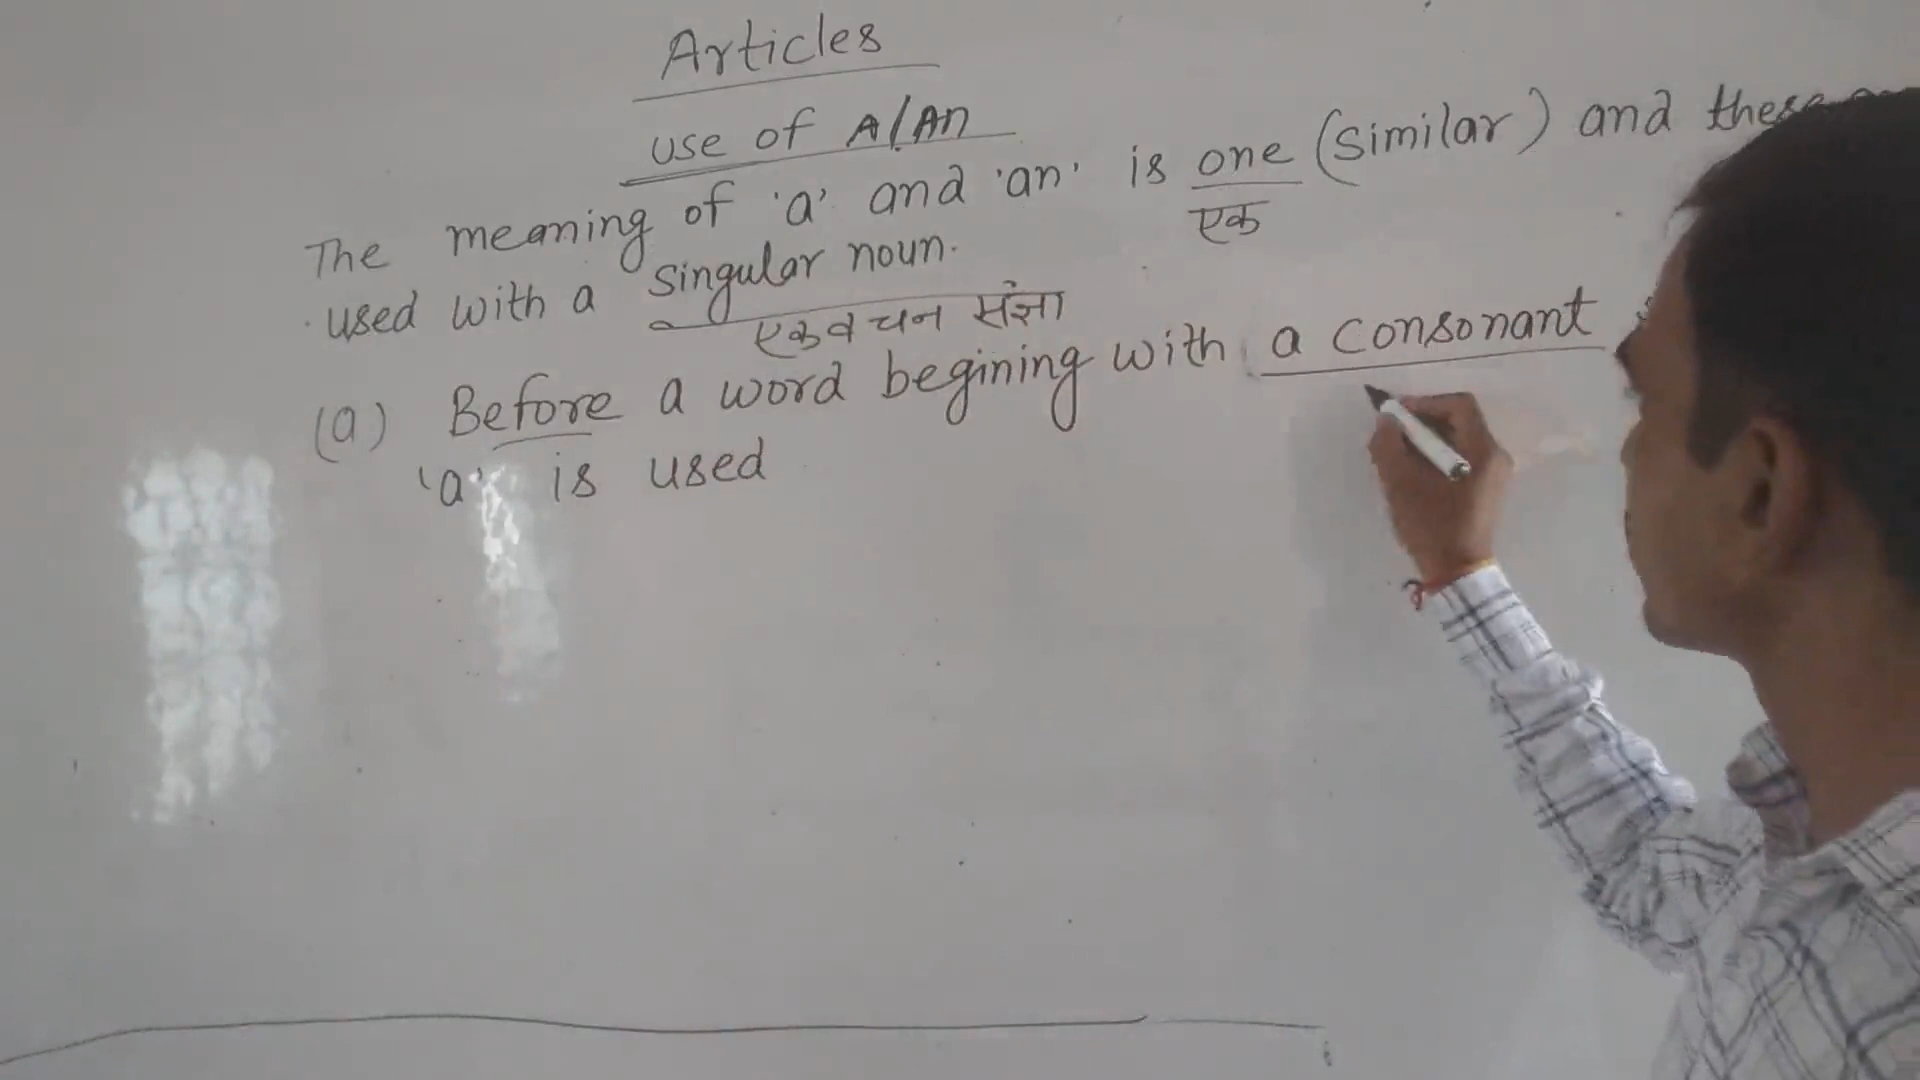 Articles
use of A/An
The meaning of 'a' and 'an' is one (similar) and these
एक
used with a singular noun.
एकवचन संज्ञा
(a) Before a word begining with a consonant
'a' is used